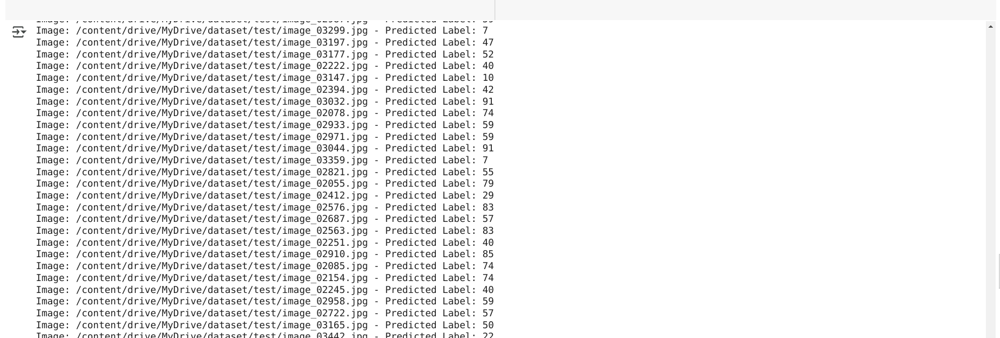 Image: /content/drive/MyDrive/dataset/test/image_03299.jpg - Predicted Label: 7
Image: /content/drive/MyDrive/dataset/test/image_03197.jpg - Predicted Label: 47
Image: /content/drive/MyDrive/dataset/test/image_03177.jpg - Predicted Label: 52
Image: /content/drive/MyDrive/dataset/test/image_02222.jpg - Predicted Label: 40
Image: /content/drive/MyDrive/dataset/test/image_03147.jpg - Predicted Label: 10
Image: /content/drive/MyDrive/dataset/test/image_02394.jpg - Predicted Label: 42
Image: /content/drive/MyDrive/dataset/test/image_03032.jpg - Predicted Label: 91
Image: /content/drive/MyDrive/dataset/test/image_02078.jpg - Predicted Label: 74
Image: /content/drive/MyDrive/dataset/test/image_02933.jpg - Predicted Label: 59
Image: /content/drive/MyDrive/dataset/test/image_02971.jpg - Predicted Label: 59
Image: /content/drive/MyDrive/dataset/test/image_03044.jpg - Predicted Label: 91
Image: /content/drive/MyDrive/dataset/test/image_03359.jpg - Predicted Label: 7
Image: /content/drive/MyDrive/dataset/test/image_02821.jpg - Predicted Label: 55
Image: /content/drive/MyDrive/dataset/test/image_02055.jpg - Predicted Label: 79
Image: /content/drive/MyDrive/dataset/test/image_02412.jpg - Predicted Label: 29
Image: /content/drive/MyDrive/dataset/test/image_02576.jpg - Predicted Label: 83
Image: /content/drive/MyDrive/dataset/test/image_02687.jpg - Predicted Label: 57
Image: /content/drive/MyDrive/dataset/test/image_02563.jpg - Predicted Label: 83
Image: /content/drive/MyDrive/dataset/test/image_02251.jpg - Predicted Label: 40
Image: /content/drive/MyDrive/dataset/test/image_02910.jpg - Predicted Label: 85
Image: /content/drive/MyDrive/dataset/test/image_02085.jpg - Predicted Label: 74
Image: /content/drive/MyDrive/dataset/test/image_02154.jpg - Predicted Label: 74
Image: /content/drive/MyDrive/dataset/test/image_02245.jpg - Predicted Label: 40
Image: /content/drive/MyDrive/dataset/test/image_02958.jpg - Predicted Label: 59
Image: /content/drive/MyDrive/dataset/test/image_02722.jpg - Predicted Label: 57
Image: /content/drive/MyDrive/dataset/test/image_03165.jpg - Predicted Label: 50
Image: /content/drive/MyDrive/dataset/test/image_03442.jpg - Predicted Label: 22